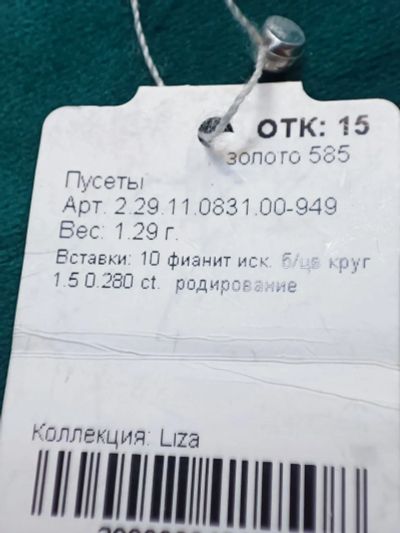 ОТК: 15
золото 585
Пусеты
Арт. 2.29.11.0831.00-949
Вес: 1.29 г.
Вставки: 10 фианит иск. б/цв круг
1.5 0.280 ct. родирование
Коллекция: Liza